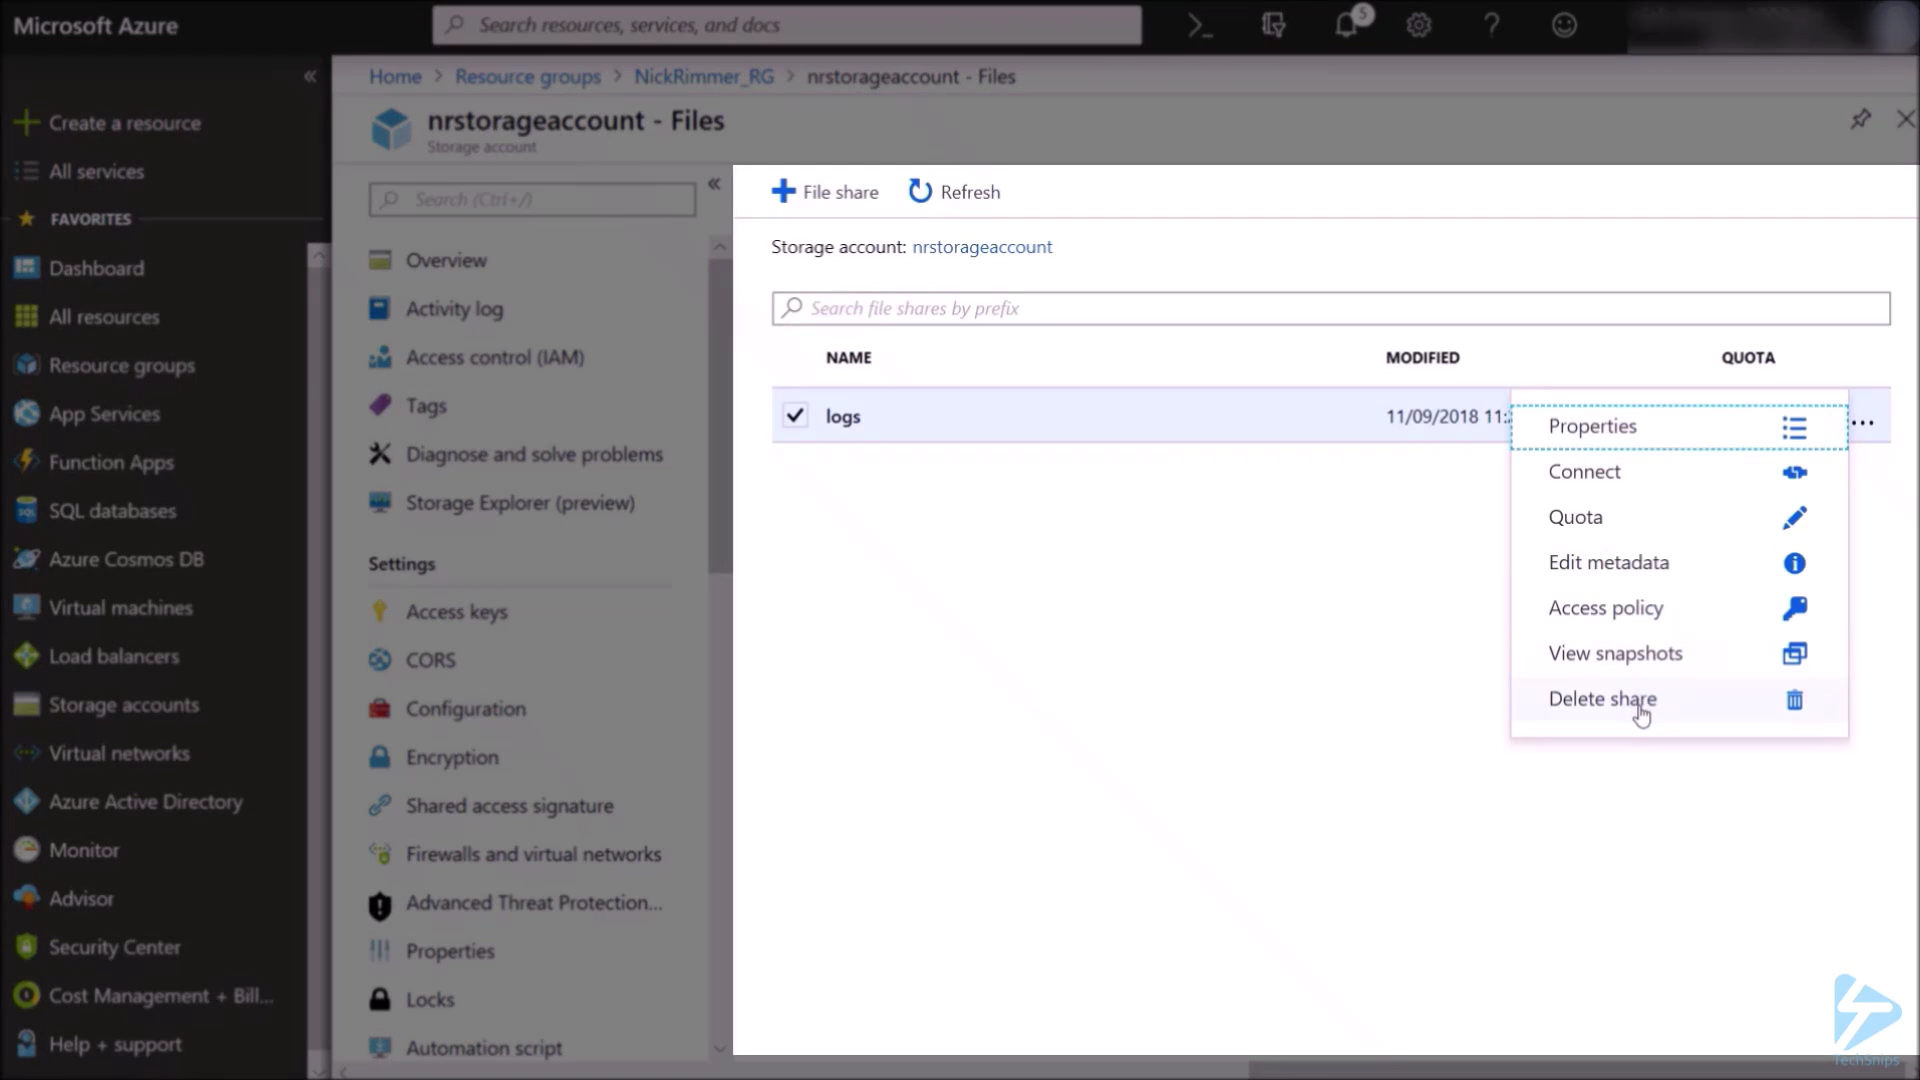 Microsoft Azure
Search resources, services, and docs
5
Create a resource
All services
FAVORITES
Dashboard
All resources
Resource groups
App Services
Function Apps
SQL databases
Azure Cosmos DB
Virtual machines
Load balancers
Storage accounts
Virtual networks
Azure Active Directory
Monitor
Advisor
Security Center
Cost Management + Bill...
Help + support
Home > Resource groups > NickRimmer_RG > nrstorageaccount - Files
nrstorageaccount - Files
Storage account
Search (Ctrl+/)
Overview
Activity log
Access control (IAM)
Tags
Diagnose and solve problems
Storage Explorer (preview)
Settings
Access keys
CORS
Configuration
Encryption
Shared access signature
Firewalls and virtual networks
Advanced Threat Protection...
Properties
Locks
Automation script
File share Refresh
Storage account: nrstorageaccount
Search file shares by prefix
NAME MODIFIED QUOTA
logs 11/09/2018 11: ...
Properties
Connect
Quota
Edit metadata
Access policy
View snapshots
Delete share
TechSnips